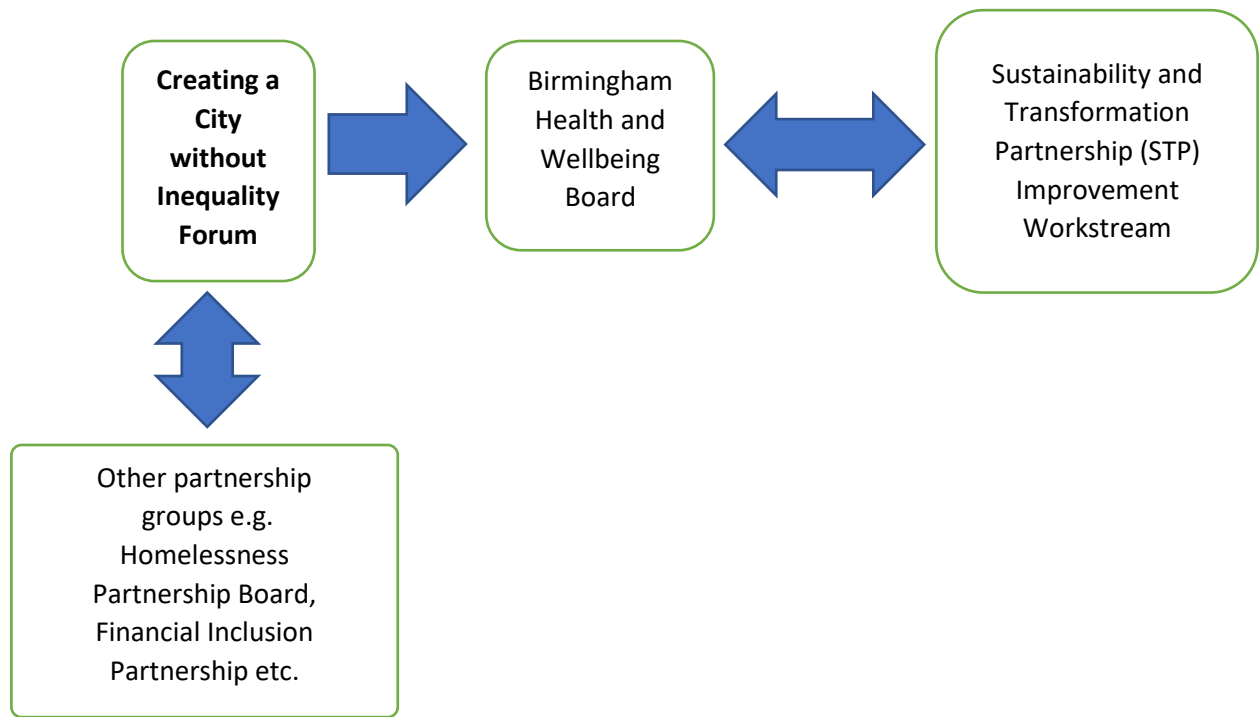 Creating a
City
without
Inequality
Forum
Birmingham
Health and
Wellbeing
Board
Sustainability and
Transformation
Partnership (STP)
Improvement
Workstream
Other partnership
groups e.g.
Homelessness
Partnership Board,
Financial Inclusion
Partnership etc.